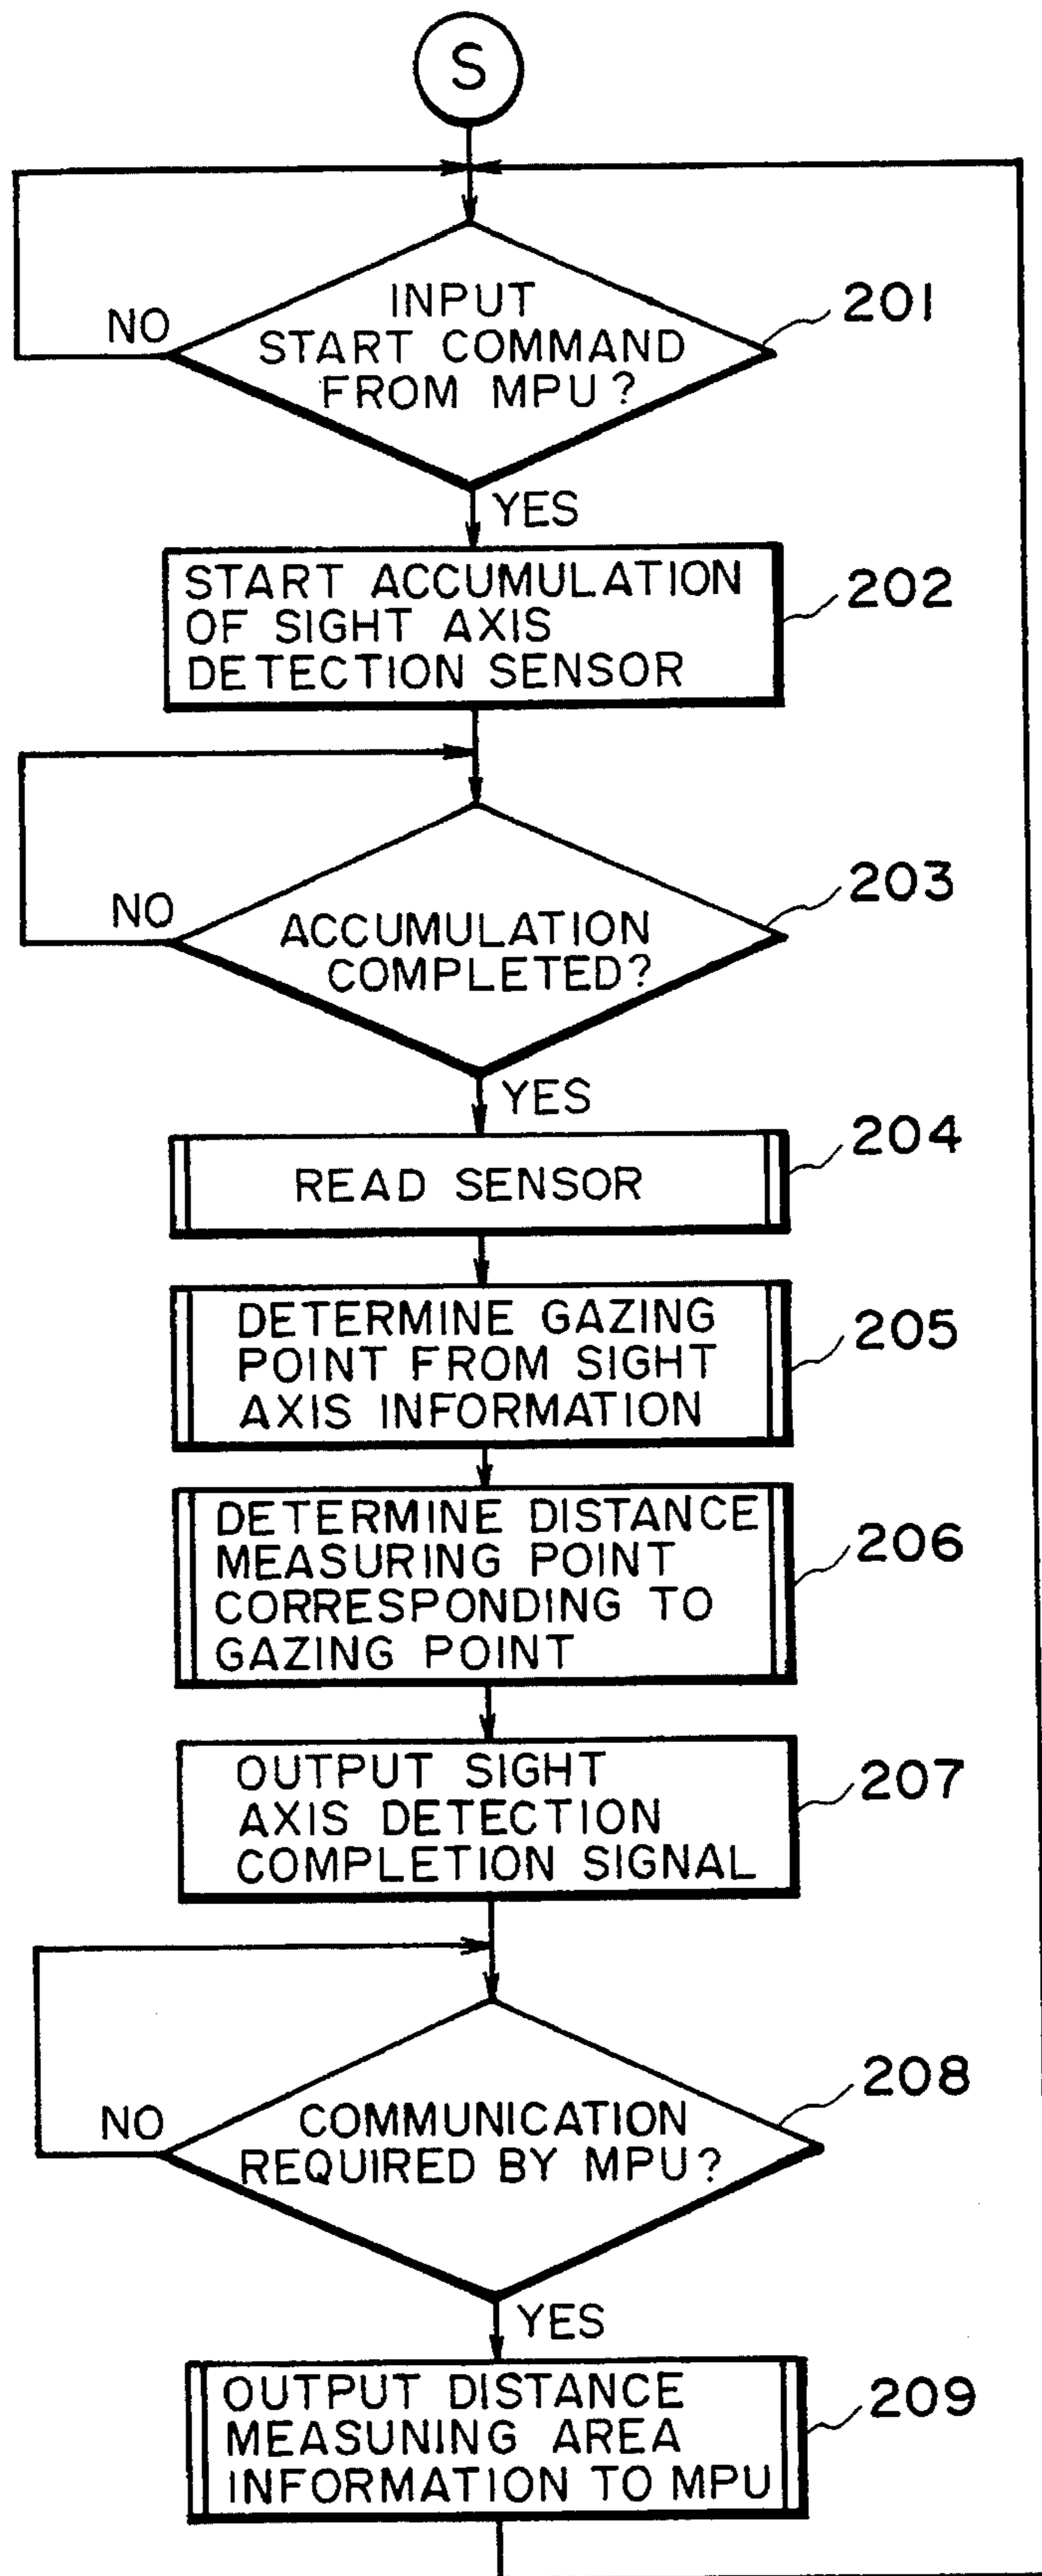 S
INPUT
START COMMAND
FROM MPU?
201
NO
YES
START ACCUMULATION
OF SIGHT AXIS
DETECTION SENSOR
202
ACCUMULATION
COMPLETED?
203
NO
YES
READ SENSOR
204
DETERMINE GAZING
POINT FROM SIGHT
AXIS INFORMATION
205
DETERMINE DISTANCE
MEASURING POINT
CORRESPONDING TO
GAZING POINT
206
OUTPUT SIGHT
AXIS DETECTION
COMPLETION SIGNAL
207
COMMUNICATION
REQUIRED BY MPU?
208
NO
YES
OUTPUT DISTANCE
MEASUNING AREA
INFORMATION TO MPU
209